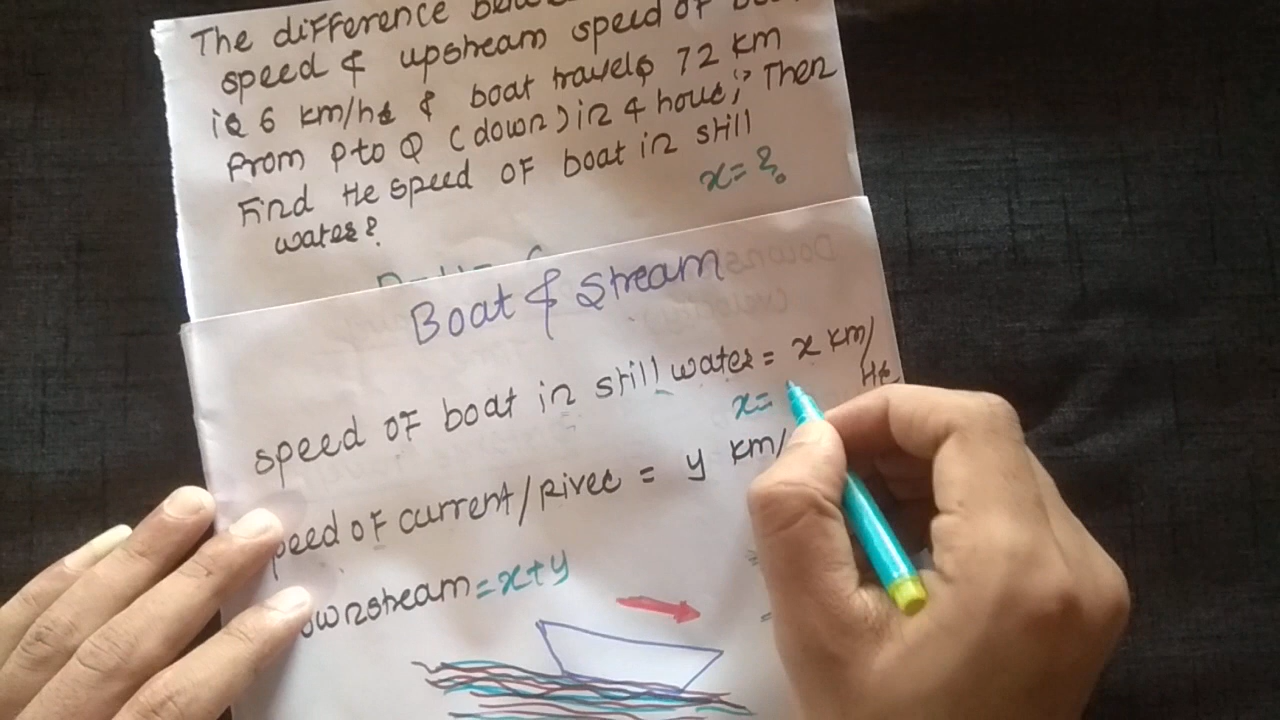 The difference
speed & upstream speed of
is 6 km/hr & boat travels 72 km
from P to Q (down) in 4 hour; Then
Find He speed of boat in still
water?
x = ?
Boat & Stream
speed of boat in still water = x km/
Hr
x =
peed of current/River = y km/
ownstream = x+y